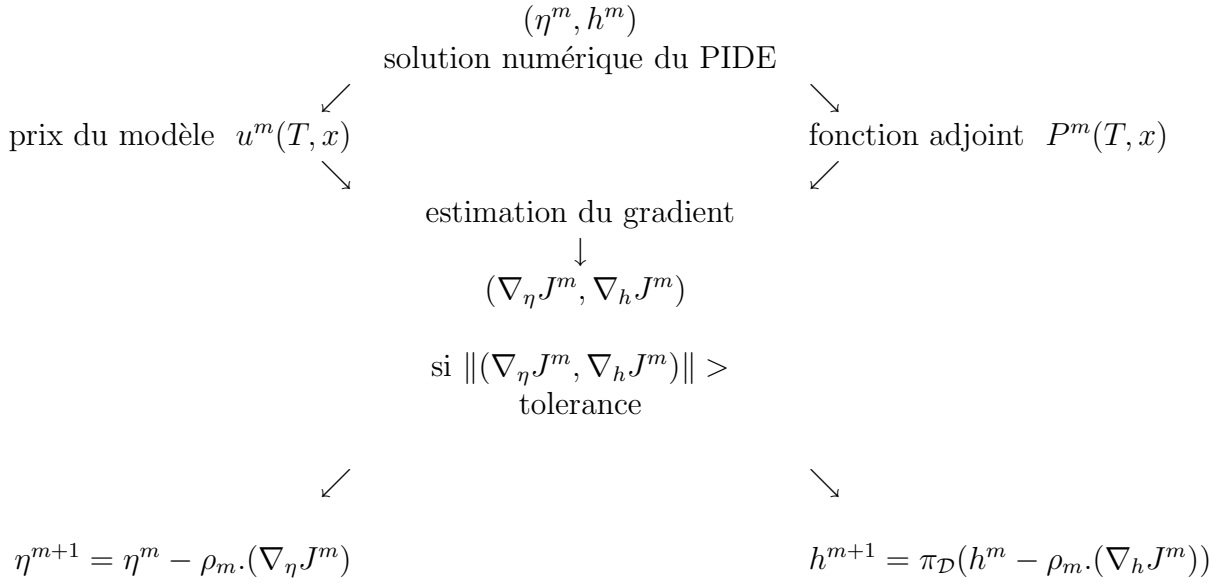 (η^m, h^m)
solution numérique du PIDE
↙ ↘
prix du modèle u^m(T, x) fonction adjoint P^m(T, x)
↘ ↙
estimation du gradient
↓
(∇_η J^m, ∇_h J^m)
si ‖(∇_η J^m, ∇_h J^m)‖ >
tolerance
↙ ↘
η^{m+1} = η^m − ρ_m.(∇_η J^m) h^{m+1} = π_𝒟(h^m − ρ_m.(∇_h J^m))